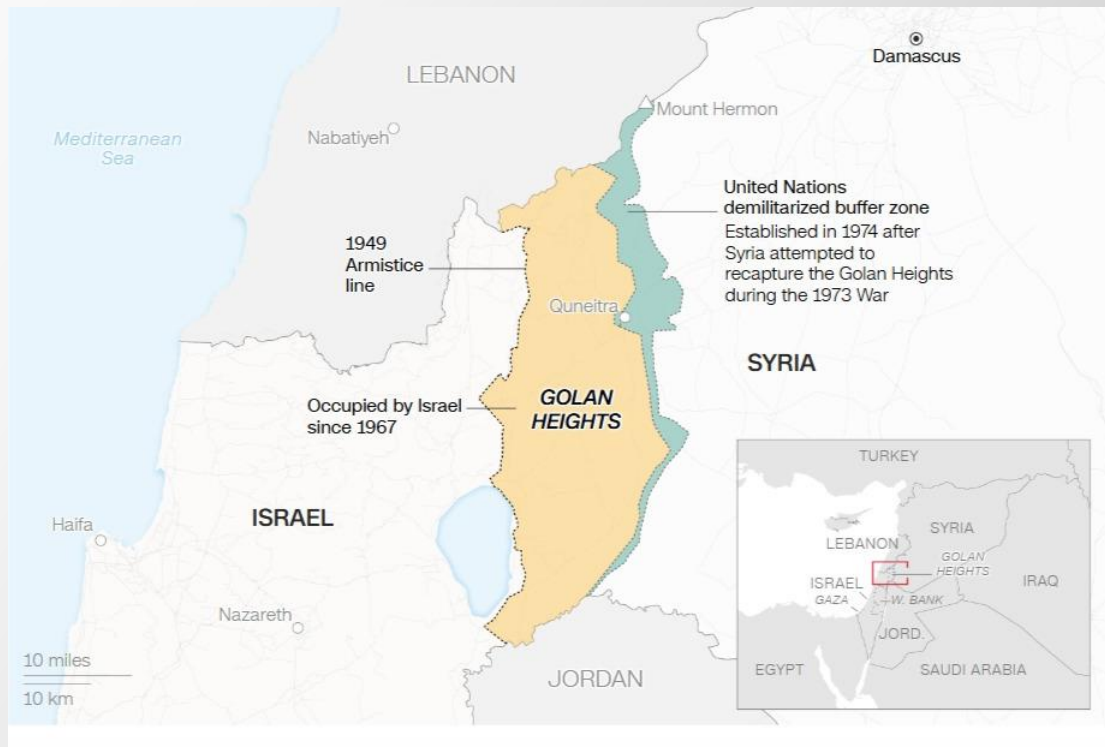 Damascus
LEBANON
Mount Hermon
Nabatiyeh
Mediterranean
Sea
United Nations
demilitarized buffer zone
Established in 1974 after
Syria attempted to
recapture the Golan Heights
during the 1973 War
1949
Armistice
line
Quneitra
SYRIA
GOLAN
HEIGHTS
Occupied by Israel
since 1967
ISRAEL
Haifa
Nazareth
10 miles
10 km
JORDAN
TURKEY
SYRIA
LEBANON
GOLAN
HEIGHTS
ISRAEL
IRAQ
GAZA
W. BANK
JORD.
EGYPT
SAUDI ARABIA